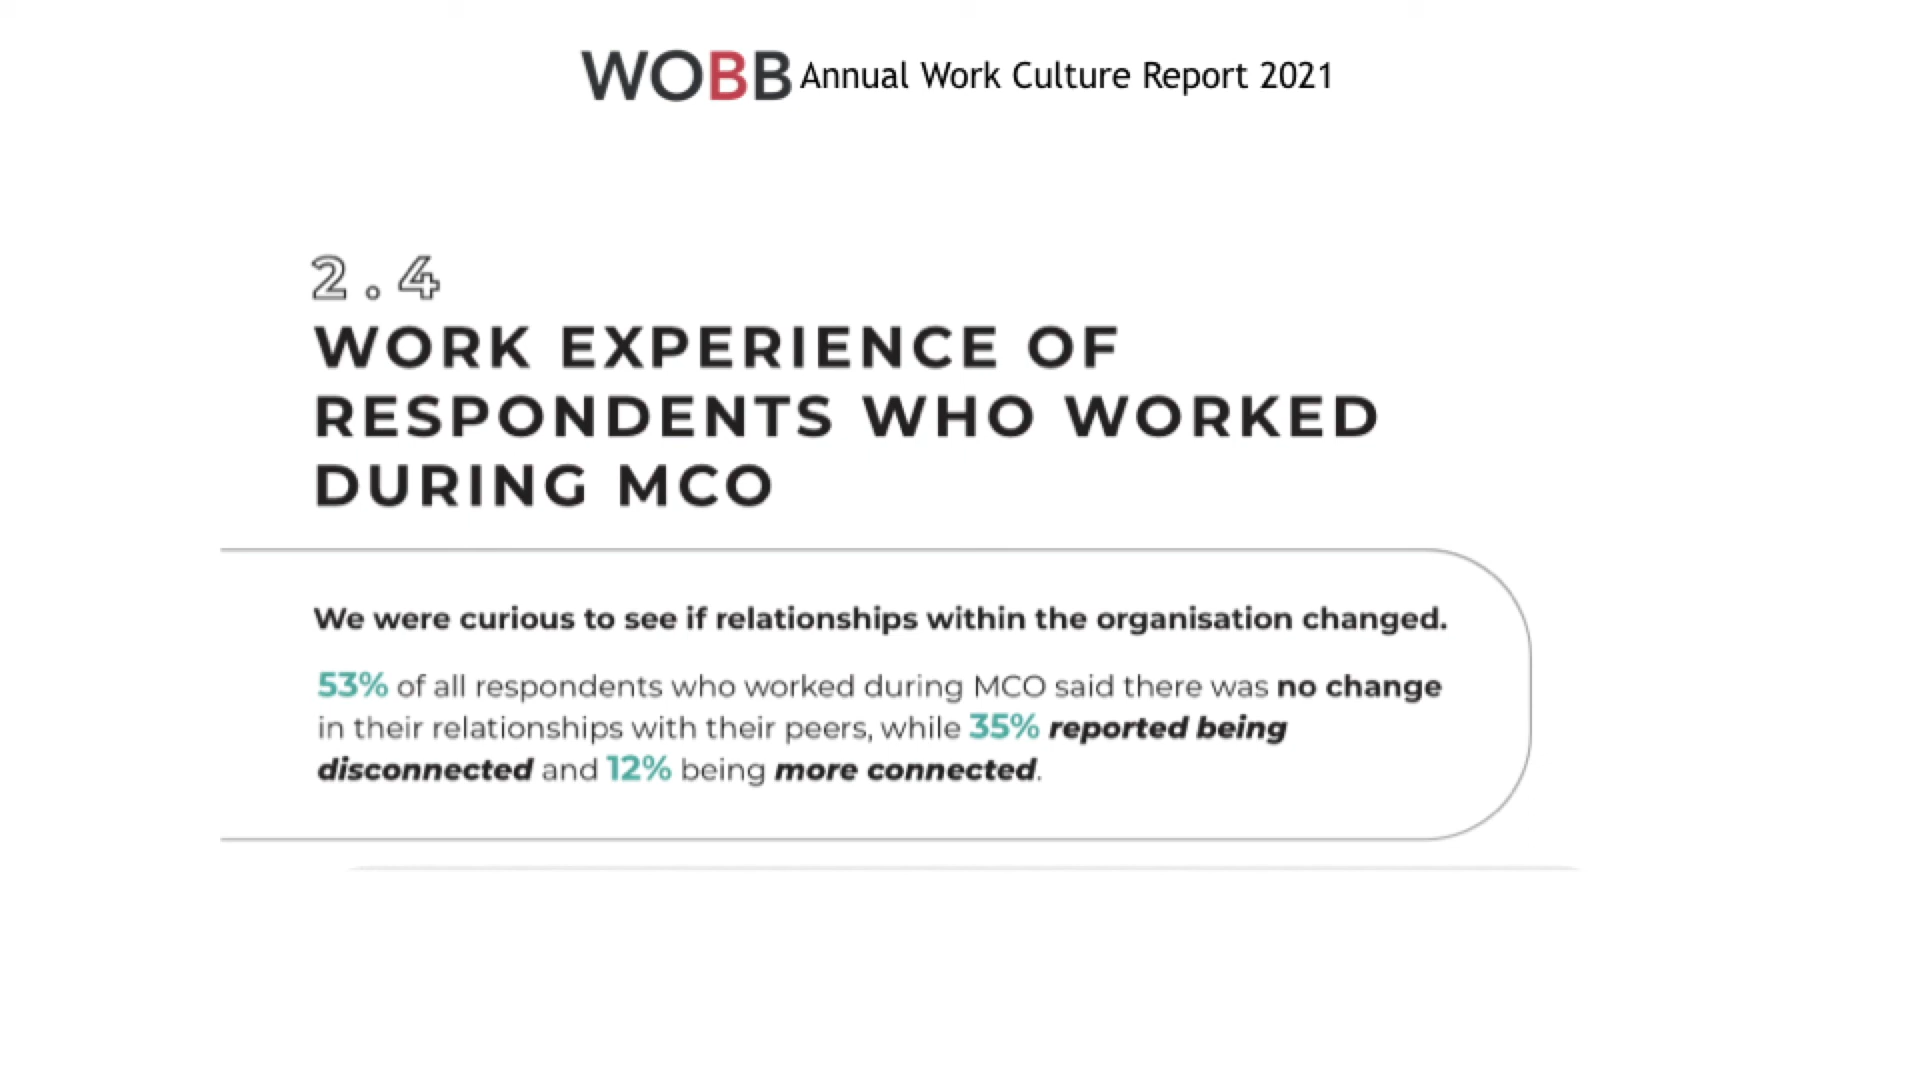 WOBB Annual Work Culture Report 2021
2.4
WORK EXPERIENCE OF
RESPONDENTS WHO WORKED
DURING MCO
We were curious to see if relationships within the organisation changed.
53% of all respondents who worked during MCO said there was no change
in their relationships with their peers, while 35% reported being
disconnected and 12% being more connected.